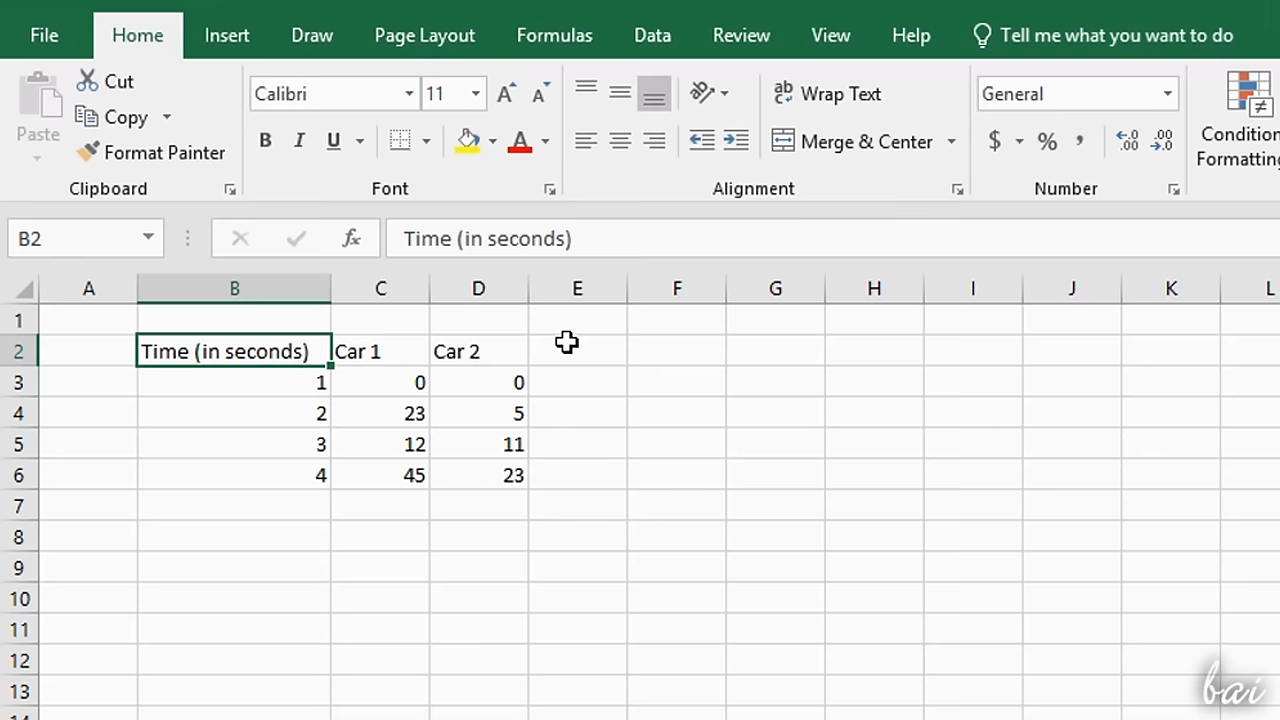 File Home Insert Draw Page Layout Formulas Data Review View Help Tell me what you want to do
Paste
Cut
Copy
Format Painter
Clipboard
Calibri 11
B I U A
Font
Wrap Text
Merge & Center
Alignment
General
$ % ,
Number
Condition
Formatting
B2 fx Time (in seconds)
A B C D E F G H I J K L
1
2 Time (in seconds) Car 1 Car 2
3 1 0 0
4 2 23 5
5 3 12 11
6 4 45 23
7
8
9
10
11
12
13
bai